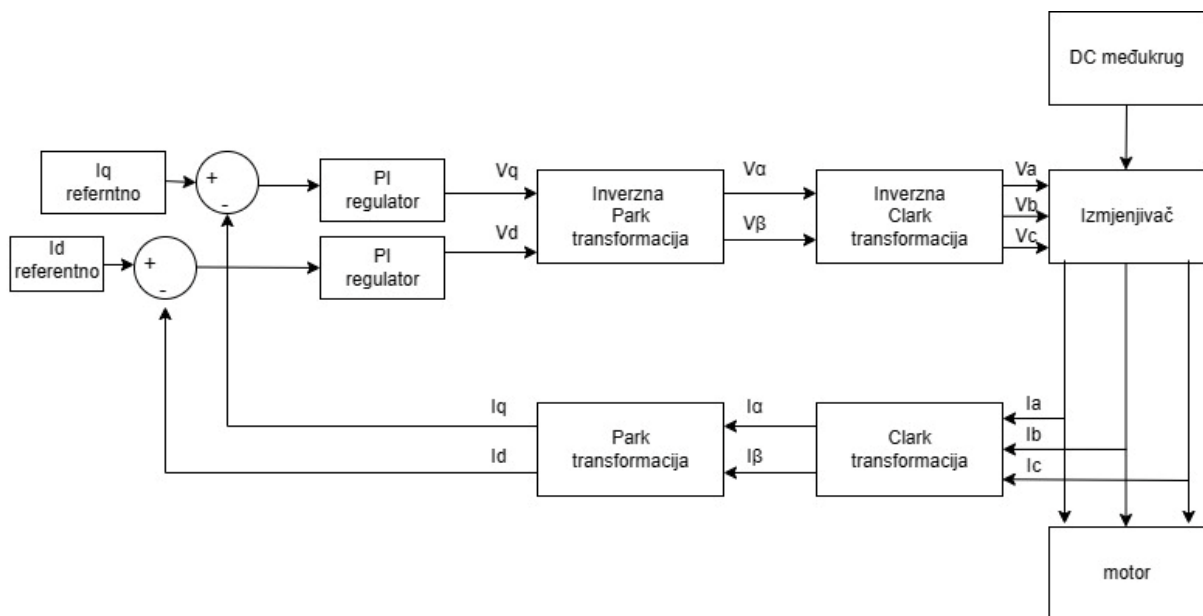 DC međukrug
Iq
referntno
+
-
PI
regulator
Vq
Inverzna
Park
transformacija
Vα
Vβ
Inverzna
Clark
transformacija
Va
Vb
Vc
Izmjenjivač
Id
referentno
+
-
PI
regulator
Vd
Iq
Id
Park
transformacija
Iα
Iβ
Clark
transformacija
Ia
Ib
Ic
motor